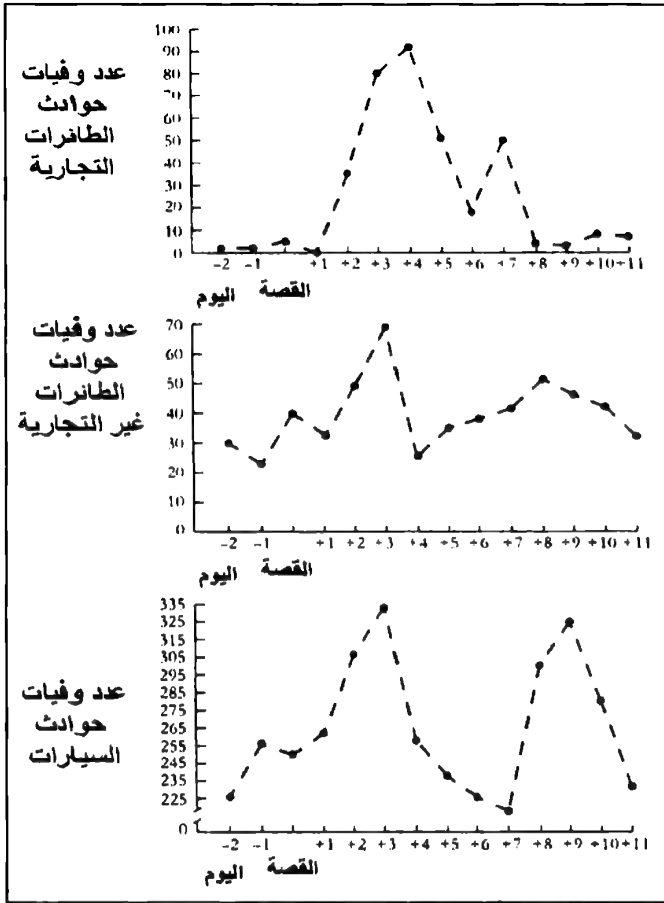 عدد وفيات
حوادث
الطائرات
التجارية
100
90
80
70
60
50
40
30
20
10
0
-2 -1 +1 +2 +3 +4 +5 +6 +7 +8 +9 +10 +11
اليوم القصة
عدد وفيات
حوادث
الطائرات
غير التجارية
70
60
50
40
30
20
10
0
-2 -1 +1 +2 +3 +4 +5 +6 +7 +8 +9 +10 +11
اليوم القصة
عدد وفيات
حوادث
السيارات
335
325
315
305
295
285
275
265
255
245
235
225
0
-2 -1 +1 +2 +3 +4 +5 +6 +7 +8 +9 +10 +11
اليوم القصة